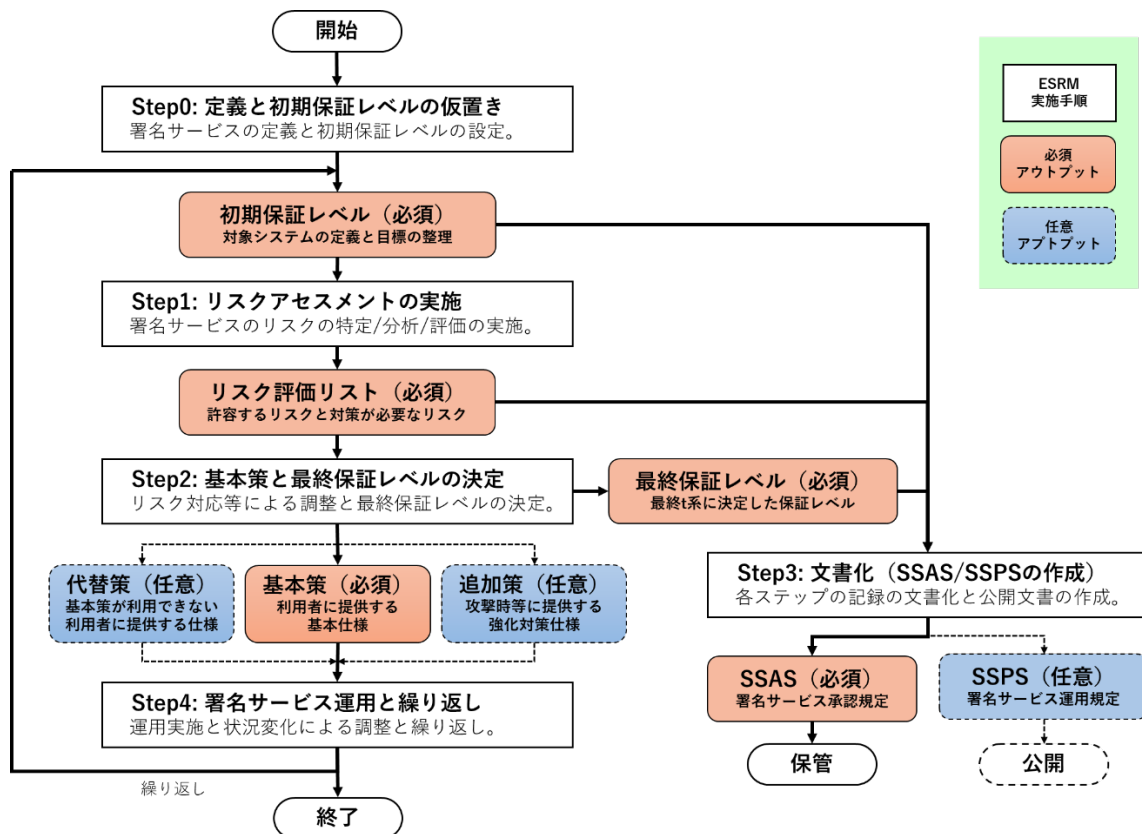 開始
Step0: 定義と初期保証レベルの仮置き
署名サービスの定義と初期保証レベルの設定。
初期保証レベル（必須）
対象システムの定義と目標の整理
Step1: リスクアセスメントの実施
署名サービスのリスクの特定/分析/評価の実施。
リスク評価リスト（必須）
許容するリスクと対策が必要なリスク
Step2: 基本策と最終保証レベルの決定
リスク対応等による調整と最終保証レベルの決定。
最終保証レベル（必須）
最終t系に決定した保証レベル
代替策（任意）
基本策が利用できない
利用者に提供する仕様
基本策（必須）
利用者に提供する
基本仕様
追加策（任意）
攻撃時等に提供する
強化対策仕様
Step3: 文書化（SSAS/SSPSの作成）
各ステップの記録の文書化と公開文書の作成。
SSAS（必須）
署名サービス承認規定
SSPS（任意）
署名サービス運用規定
Step4: 署名サービス運用と繰り返し
運用実施と状況変化による調整と繰り返し。
保管
公開
繰り返し
終了
ESRM
実施手順
必須
アウトプット
任意
アプトプット